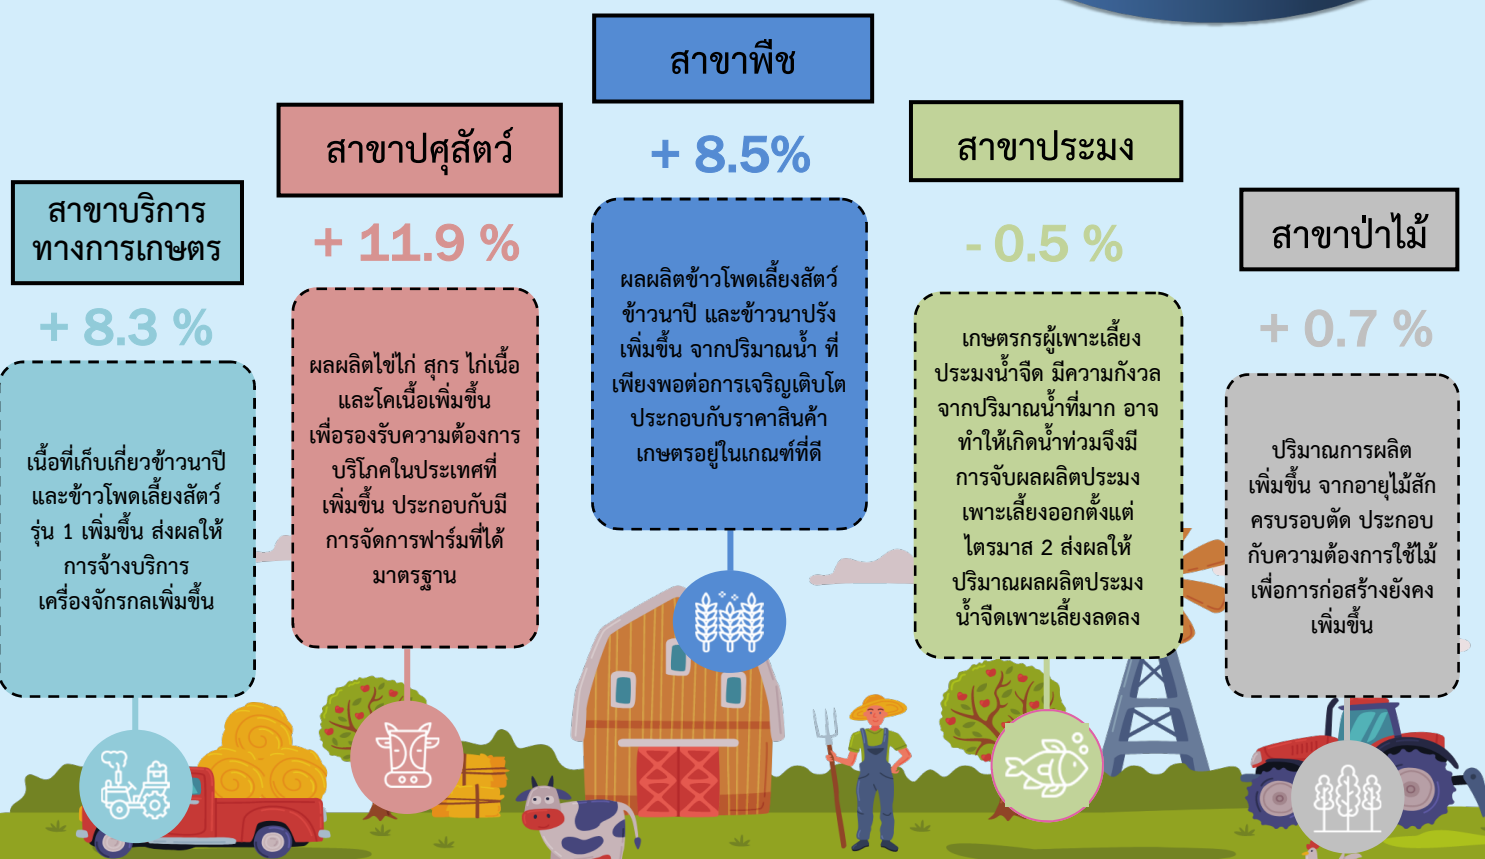 สาขาบริการ
ทางการเกษตร
+ 8.3 %
เนื้อที่เก็บเกี่ยวข้าวนาปี
และข้าวโพดเลี้ยงสัตว์
รุ่น 1 เพิ่มขึ้น ส่งผลให้
การจ้างบริการ
เครื่องจักรกลเพิ่มขึ้น
สาขาปศุสัตว์
+ 11.9 %
ผลผลิตไข่ไก่ สุกร ไก่เนื้อ
และโคเนื้อเพิ่มขึ้น
เพื่อรองรับความต้องการ
บริโภคในประเทศที่
เพิ่มขึ้น ประกอบกับมี
การจัดการฟาร์มที่ได้
มาตรฐาน
สาขาพืช
+ 8.5%
ผลผลิตข้าวโพดเลี้ยงสัตว์
ข้าวนาปี และข้าวนาปรัง
เพิ่มขึ้น จากปริมาณน้ำ ที่
เพียงพอต่อการเจริญเติบโต
ประกอบกับราคาสินค้า
เกษตรอยู่ในเกณฑ์ที่ดี
สาขาประมง
- 0.5 %
เกษตรกรผู้เพาะเลี้ยง
ประมงน้ำจืด มีความกังวล
จากปริมาณน้ำที่มาก อาจ
ทำให้เกิดน้ำท่วมจึงมี
การจับผลผลิตประมง
เพาะเลี้ยงออกตั้งแต่
ไตรมาส 2 ส่งผลให้
ปริมาณผลผลิตประมง
น้ำจืดเพาะเลี้ยงลดลง
สาขาป่าไม้
+ 0.7 %
ปริมาณการผลิต
เพิ่มขึ้น จากอายุไม้สัก
ครบรอบตัด ประกอบ
กับความต้องการใช้ไม้
เพื่อการก่อสร้างยังคง
เพิ่มขึ้น